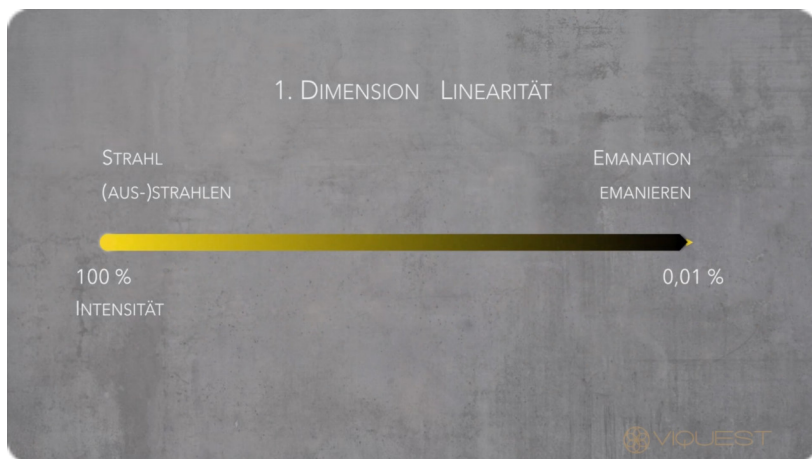 1. Dimension Linearität
Strahl
(aus-)strahlen
Emanation
emanieren
100 %
Intensität
0,01 %
VIQUEST